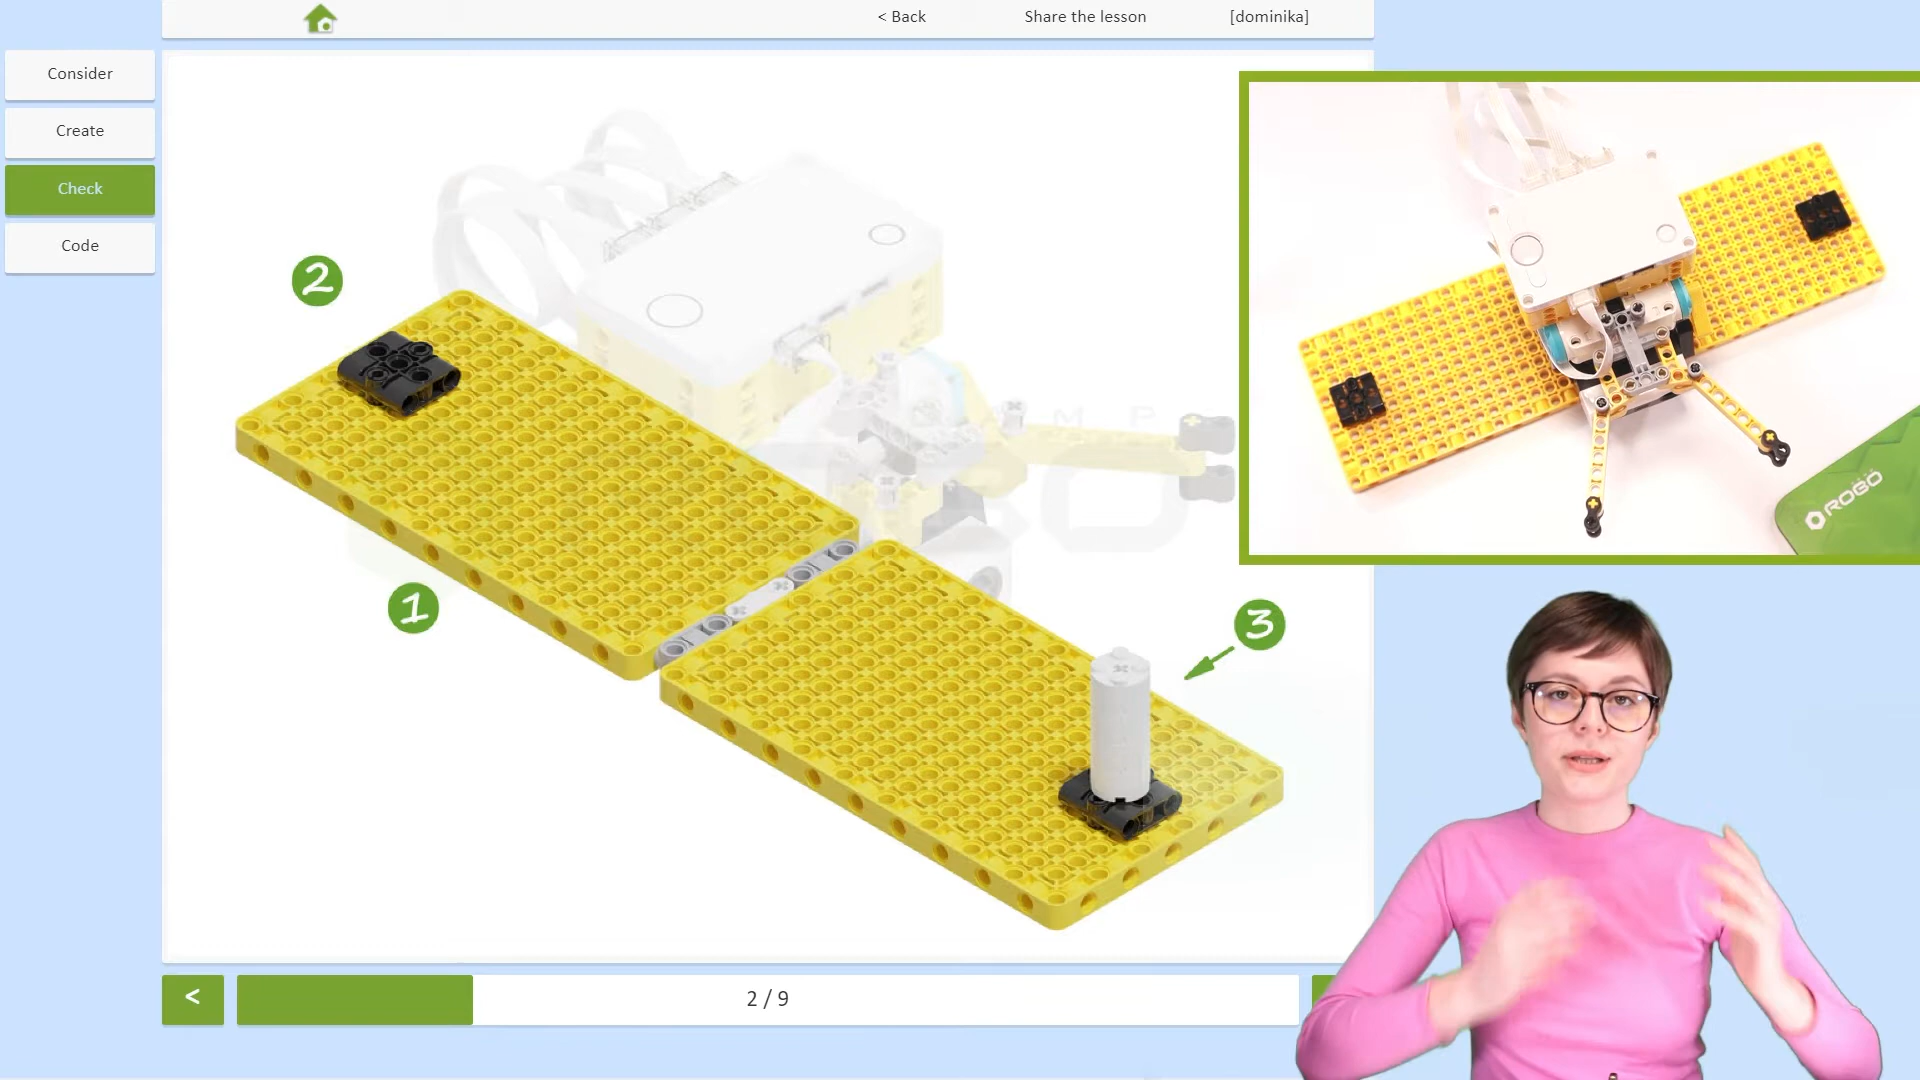 < Back
Share the lesson
[dominika]
Consider
Create
Check
Code
2
1
3
ROBO
<
2 / 9